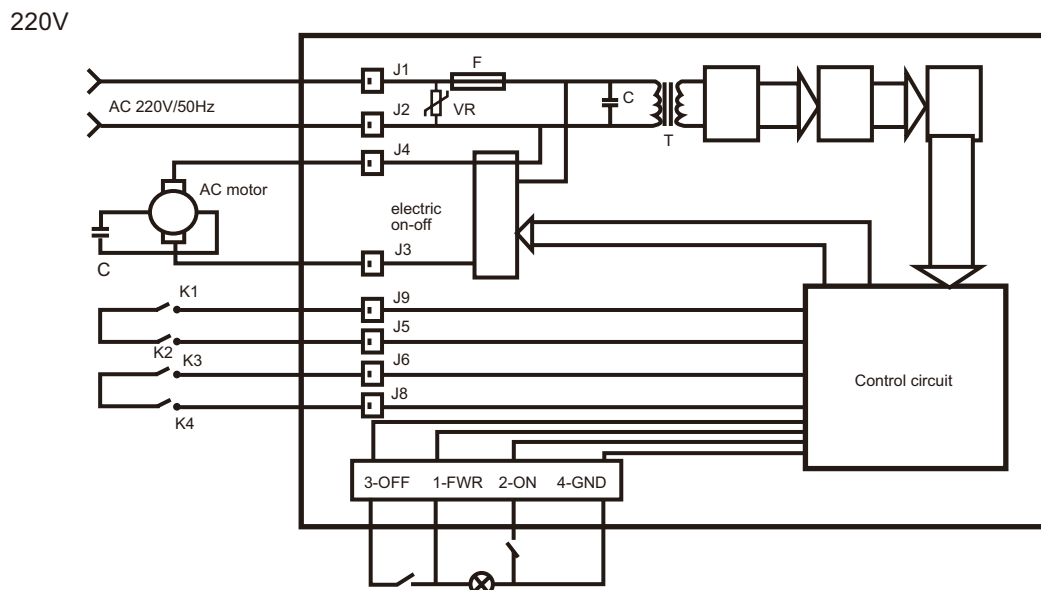 220V
J1
F
AC 220V/50Hz
J2
VR
C
T
J4
AC motor
electric
on-off
J3
C
K1
J9
J5
K2
K3
J6
Control circuit
J8
K4
3-OFF 1-FWR 2-ON 4-GND